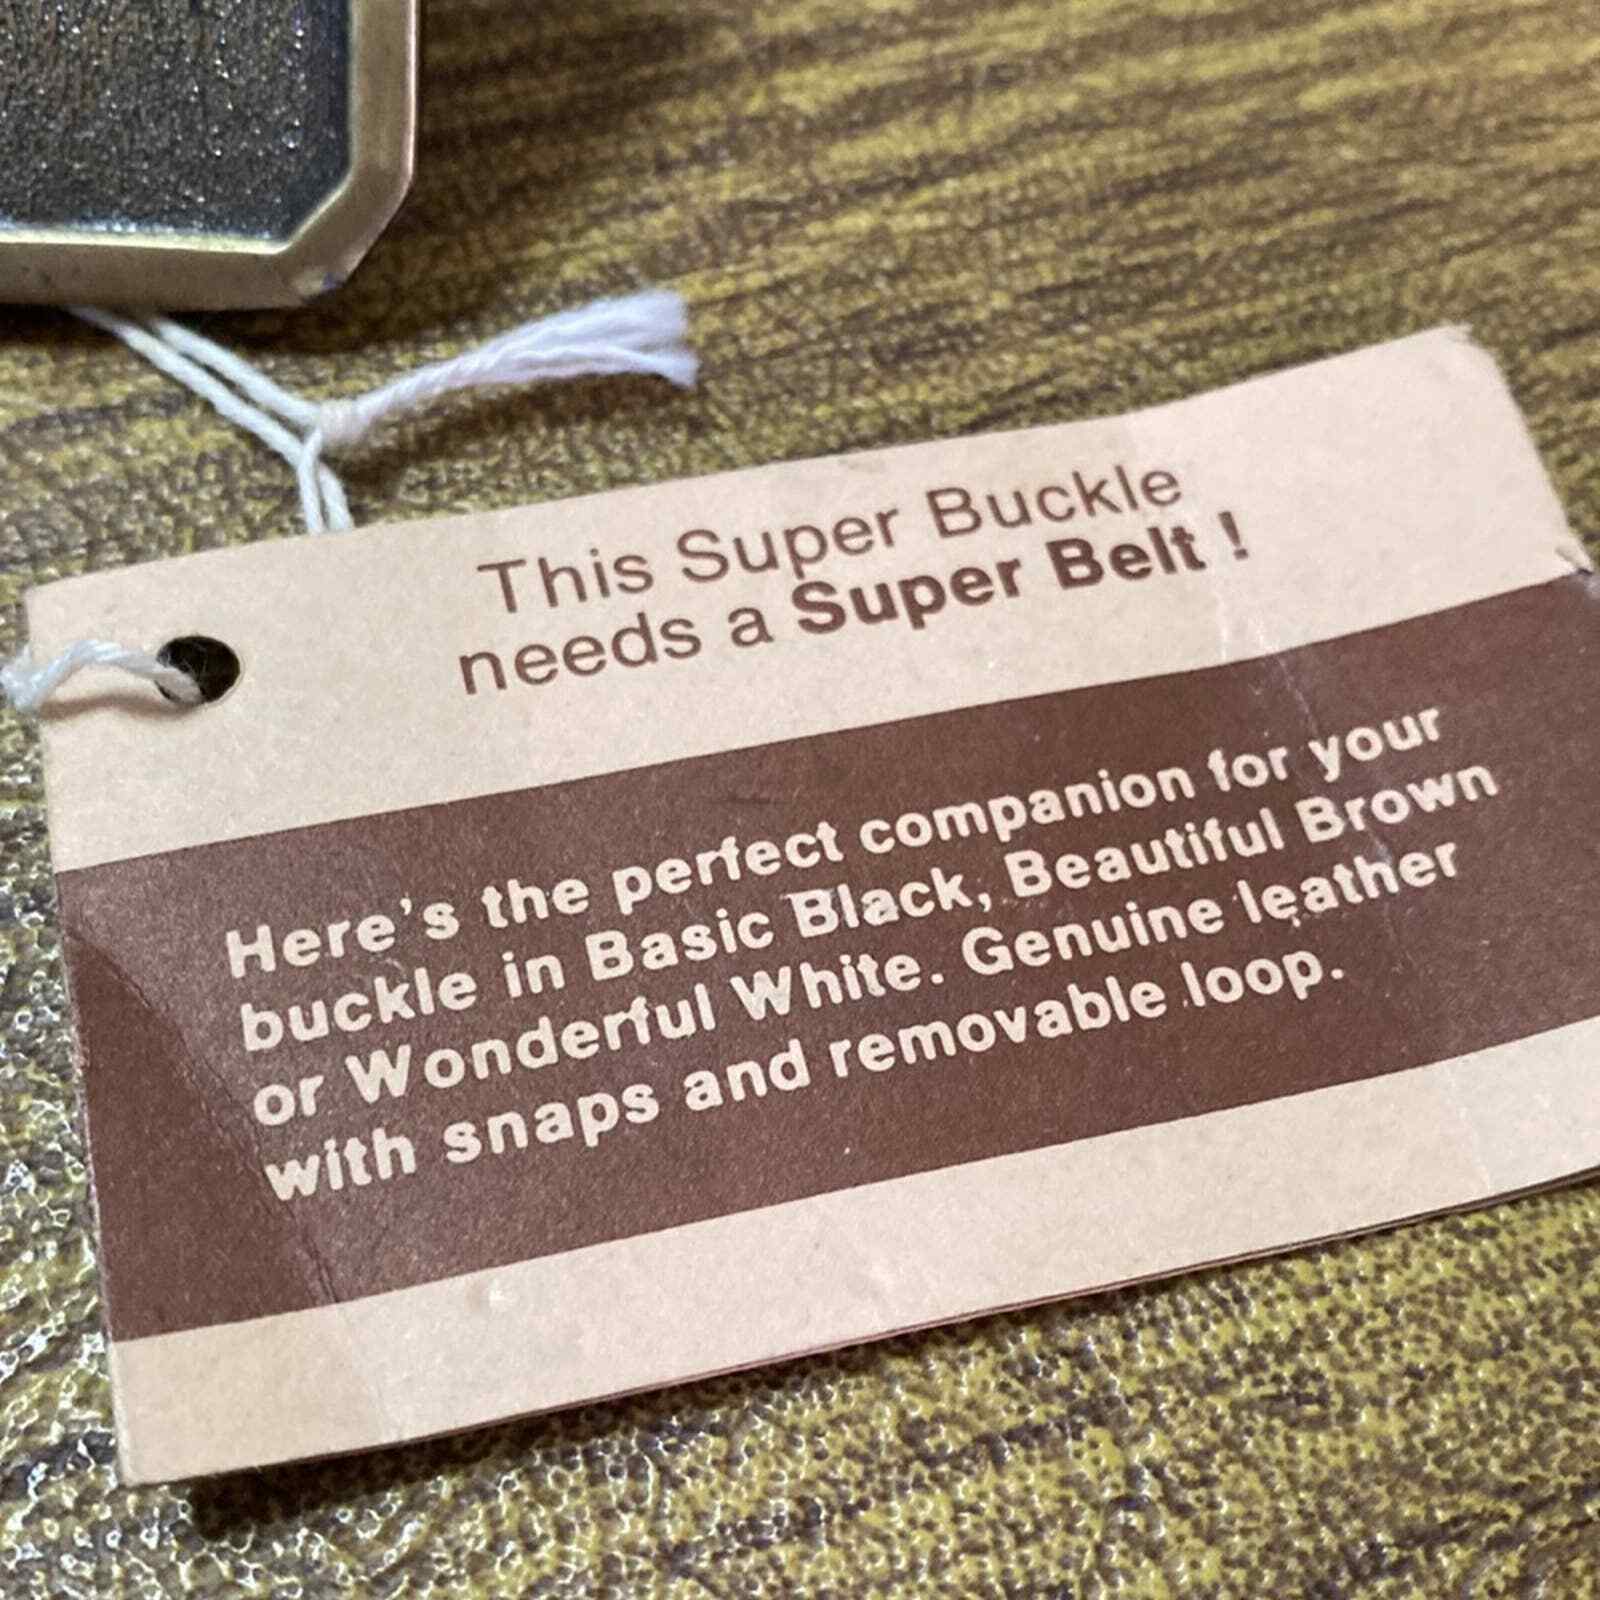 This Super Buckle
needs a Super Belt !
Here's the perfect companion for your
buckle in Basic Black, Beautiful Brown
or Wonderful White. Genuine leather
with snaps and removable loop.